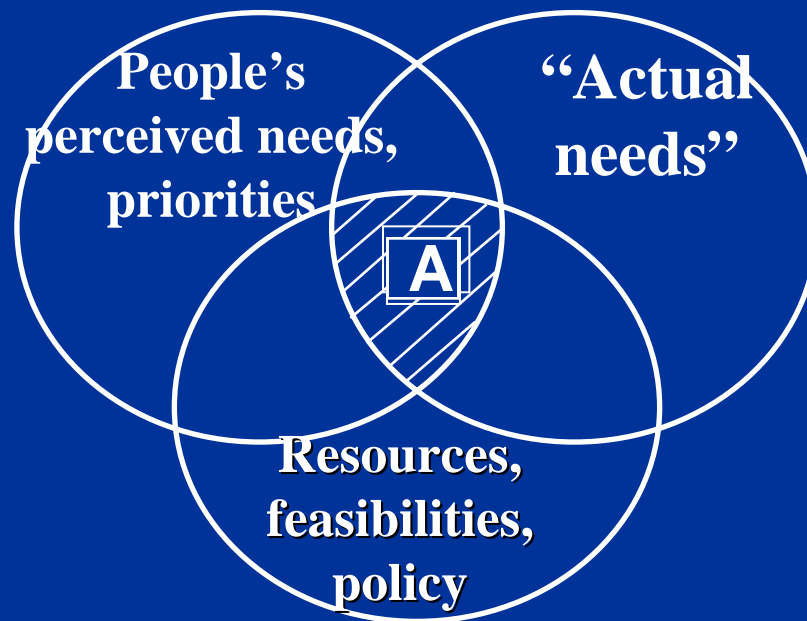 People’s
perceived needs,
priorities
“Actual
needs”
A
Resources,
feasibilities,
policy